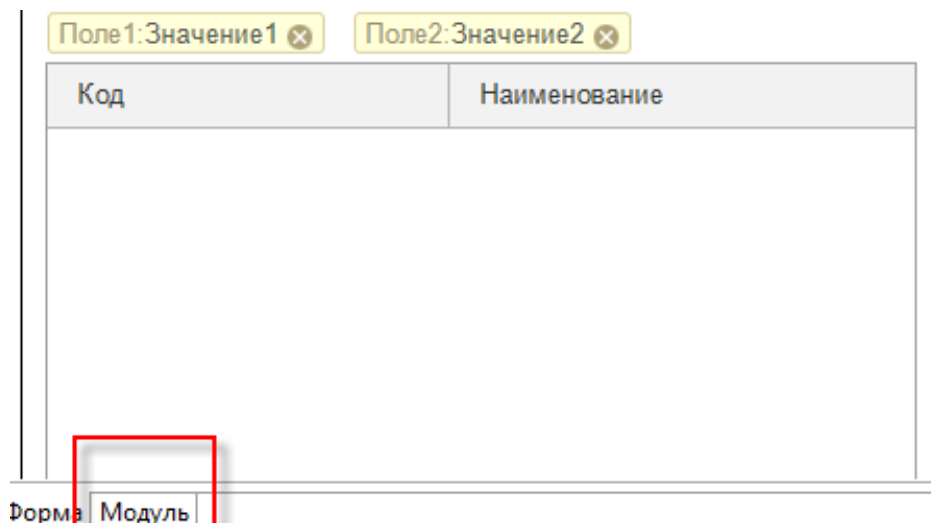 Поле1:Значение1 Поле2:Значение2
Код Наименование
Форма Модуль